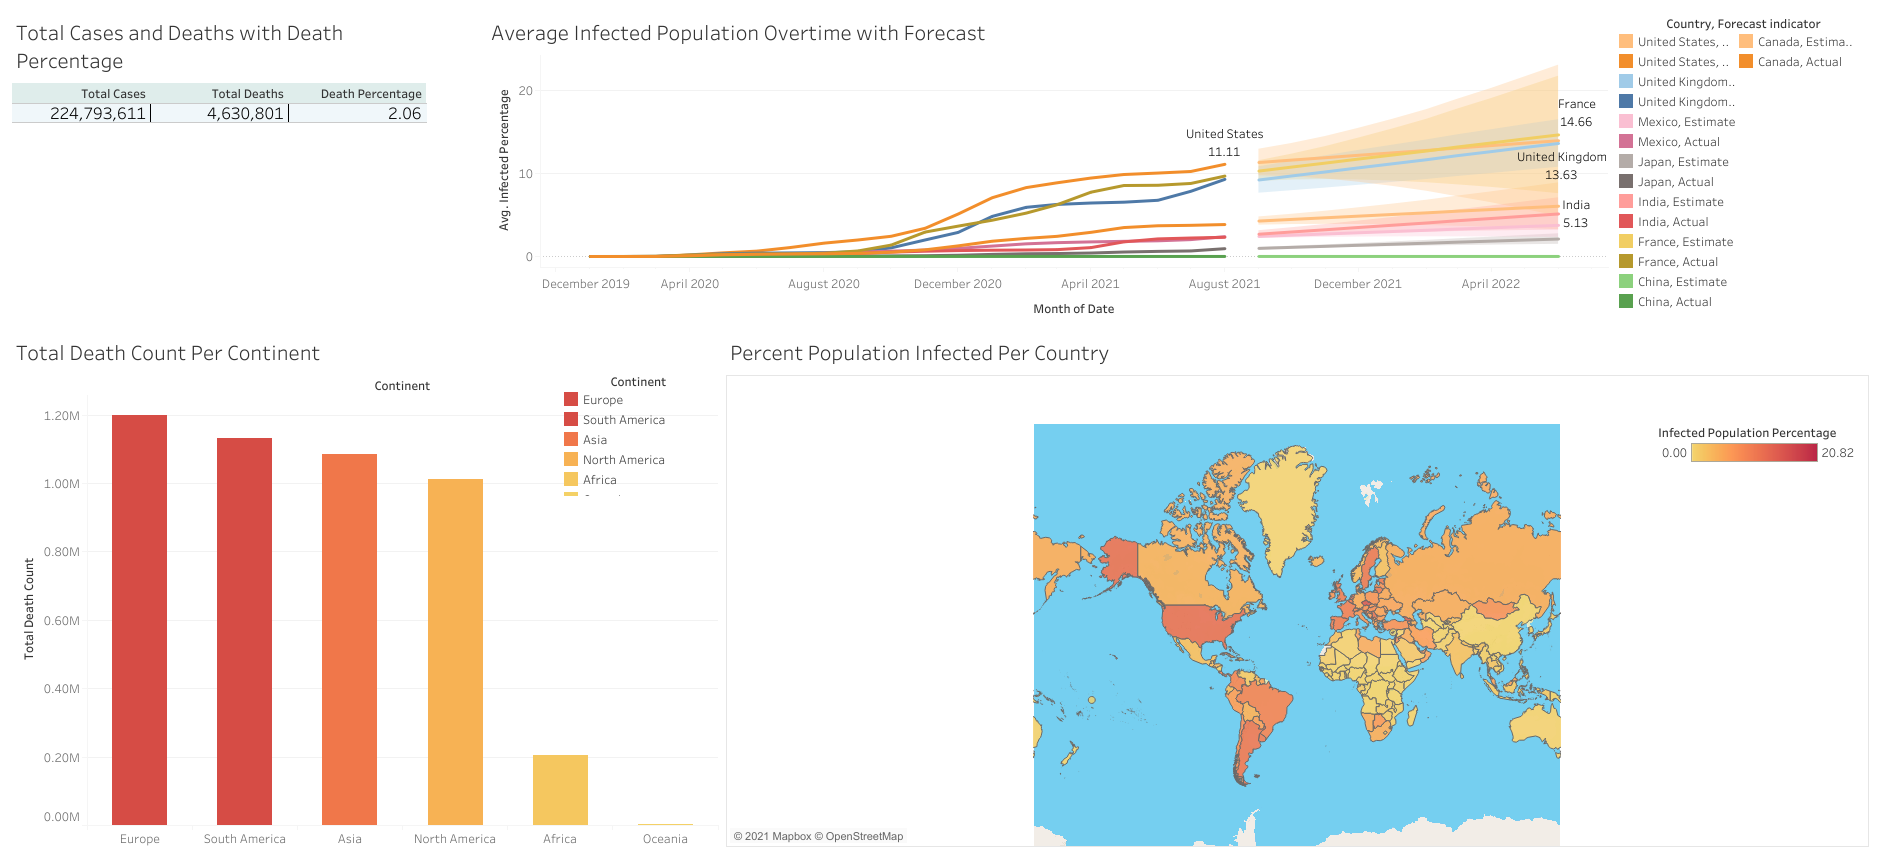 Total Cases and Deaths with Death
Percentage
Total Cases Total Deaths Death Percentage
224,793,611 4,630,801 2.06
Average Infected Population Overtime with Forecast
Avg. Infected Percentage
20
10
0
United States
11.11
France
14.66
United Kingdom
13.63
India
5.13
December 2019 April 2020 August 2020 December 2020 April 2021 August 2021 December 2021 April 2022
Month of Date
Country, Forecast indicator
United States, .. Canada, Estima..
United States, .. Canada, Actual
United Kingdom..
United Kingdom..
Mexico, Estimate
Mexico, Actual
Japan, Estimate
Japan, Actual
India, Estimate
India, Actual
France, Estimate
France, Actual
China, Estimate
China, Actual
Total Death Count Per Continent
Continent
Total Death Count
1.20M
1.00M
0.80M
0.60M
0.40M
0.20M
0.00M
Europe South America Asia North America Africa Oceania
Continent
Europe
South America
Asia
North America
Africa
Percent Population Infected Per Country
Infected Population Percentage
0.00 20.82
© 2021 Mapbox © OpenStreetMap